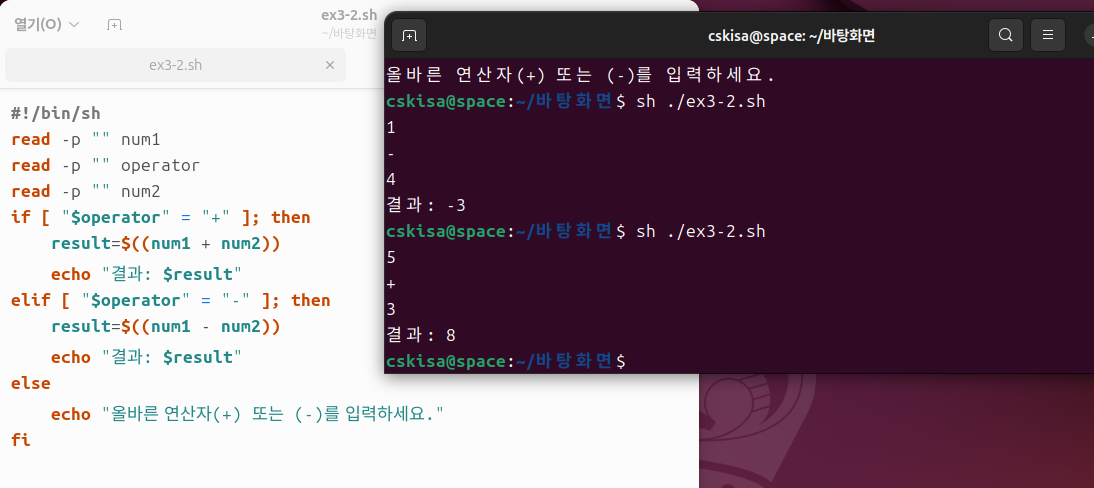 열기(O)
ex3-2.sh
~/바탕화면
ex3-2.sh
#!/bin/sh
read -p "" num1
read -p "" operator
read -p "" num2
if [ "$operator" = "+" ]; then
    result=$((num1 + num2))
    echo "결과: $result"
elif [ "$operator" = "-" ]; then
    result=$((num1 - num2))
    echo "결과: $result"
else
    echo "올바른 연산자(+) 또는 (-)를 입력하세요."
fi
cskisa@space: ~/바탕화면
올바른 연산자(+) 또는 (-)를 입력하세요.
cskisa@space:~/바탕화면$ sh ./ex3-2.sh
1
-
4
결과: -3
cskisa@space:~/바탕화면$ sh ./ex3-2.sh
5
+
3
결과: 8
cskisa@space:~/바탕화면$